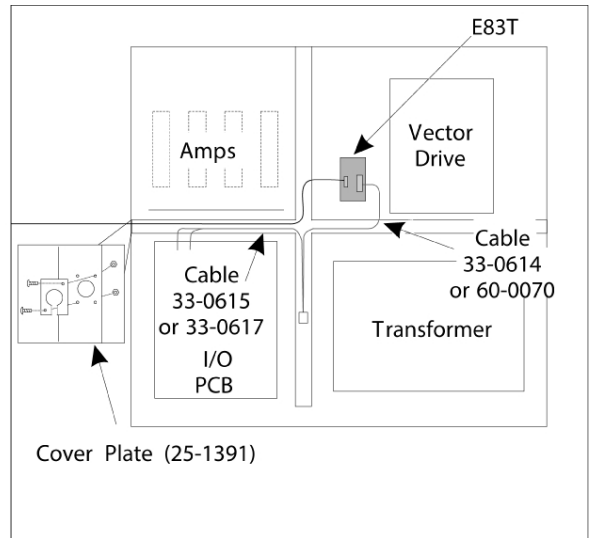 E83T
Vector
Drive
Amps
Cable
33-0614
or 60-0070
Cable
33-0615
or 33-0617
I/O
PCB
Transformer
Cover Plate (25-1391)